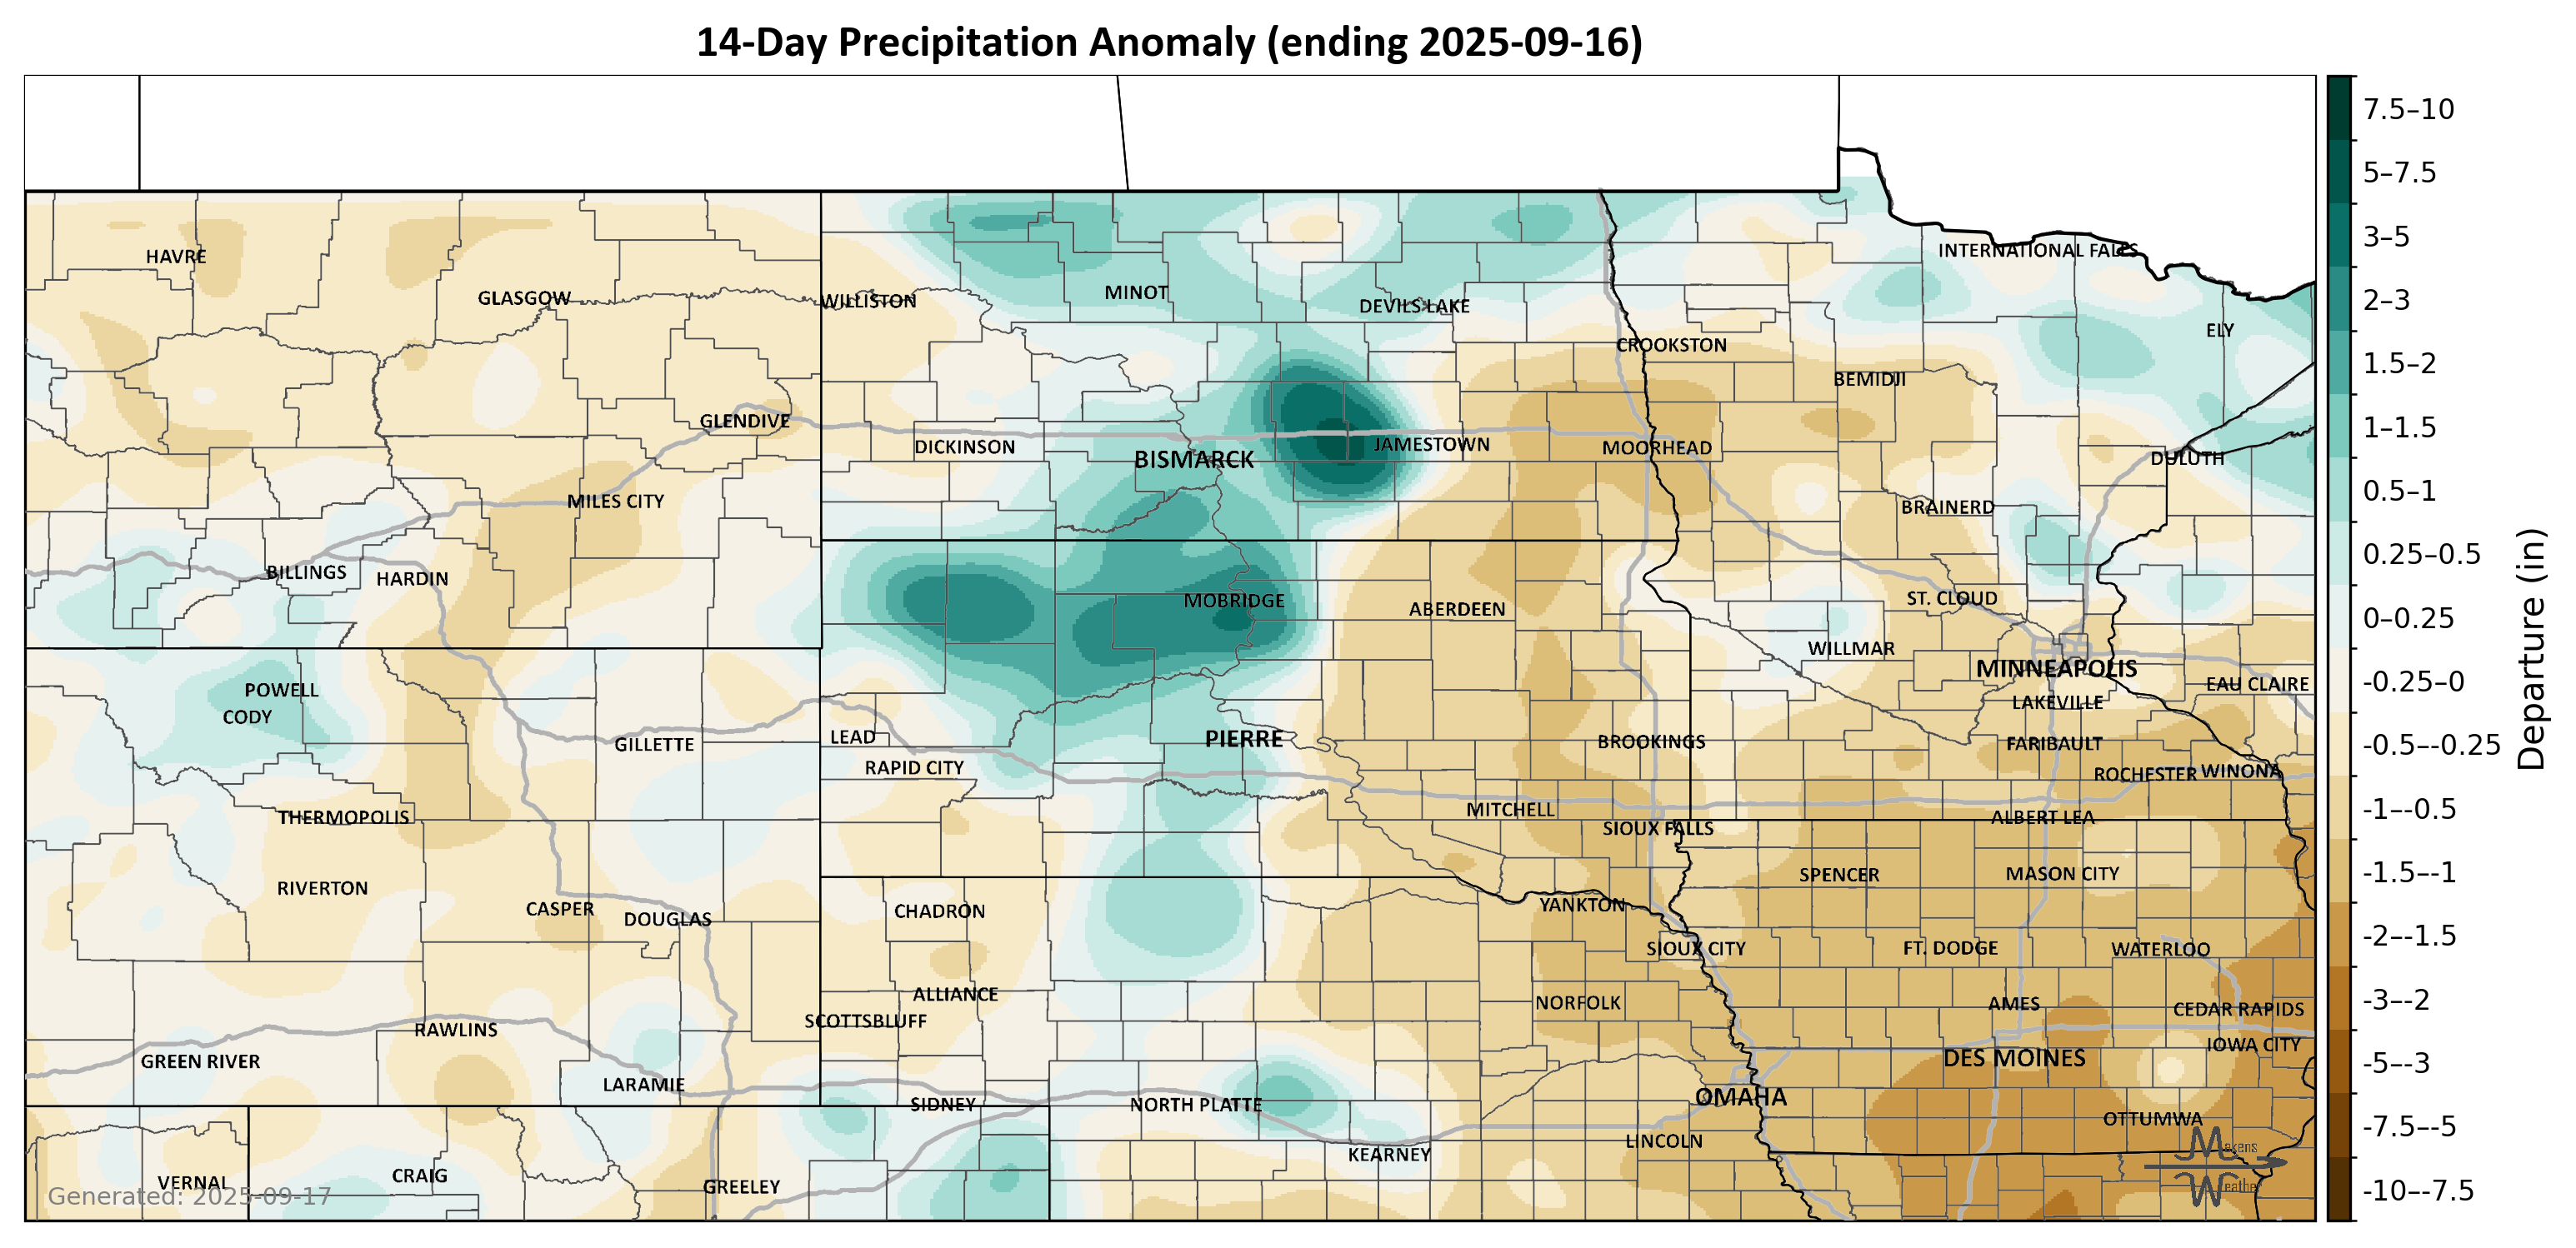 14-Day Precipitation Anomaly (ending 2025-09-16)
HAVRE
GLASGOW
WILLISTON
MINOT
DEVILS LAKE
INTERNATIONAL FALLS
ELY
CROOKSTON
BEMIDJI
GLENDIVE
DICKINSON
BISMARCK
JAMESTOWN
MOORHEAD
DULUTH
MILES CITY
BRAINERD
BILLINGS
HARDIN
MOBRIDGE
ABERDEEN
ST. CLOUD
WILLMAR
MINNEAPOLIS
EAU CLAIRE
POWELL
CODY
LAKEVILLE
GILLETTE
LEAD
PIERRE
BROOKINGS
FARIBAULT
RAPID CITY
ROCHESTER
WINONA
THERMOPOLIS
MITCHELL
SIOUX FALLS
ALBERT LEA
RIVERTON
SPENCER
MASON CITY
CASPER
DOUGLAS
CHADRON
YANKTON
SIOUX CITY
FT. DODGE
WATERLOO
ALLIANCE
NORFOLK
AMES
CEDAR RAPIDS
SCOTTSBLUFF
RAWLINS
IOWA CITY
GREEN RIVER
DES MOINES
LARAMIE
SIDNEY
NORTH PLATTE
OMAHA
OTTUMWA
LINCOLN
KEARNEY
VERNAL
CRAIG
GREELEY
Generated: 2025-09-17
Makens
Weather
7.5–10
5–7.5
3–5
2–3
1.5–2
1–1.5
0.5–1
0.25–0.5
0–0.25
-0.25–0
-0.5–-0.25
-1–-0.5
-1.5–-1
-2–-1.5
-3–-2
-5–-3
-7.5–-5
-10–-7.5
Departure (in)